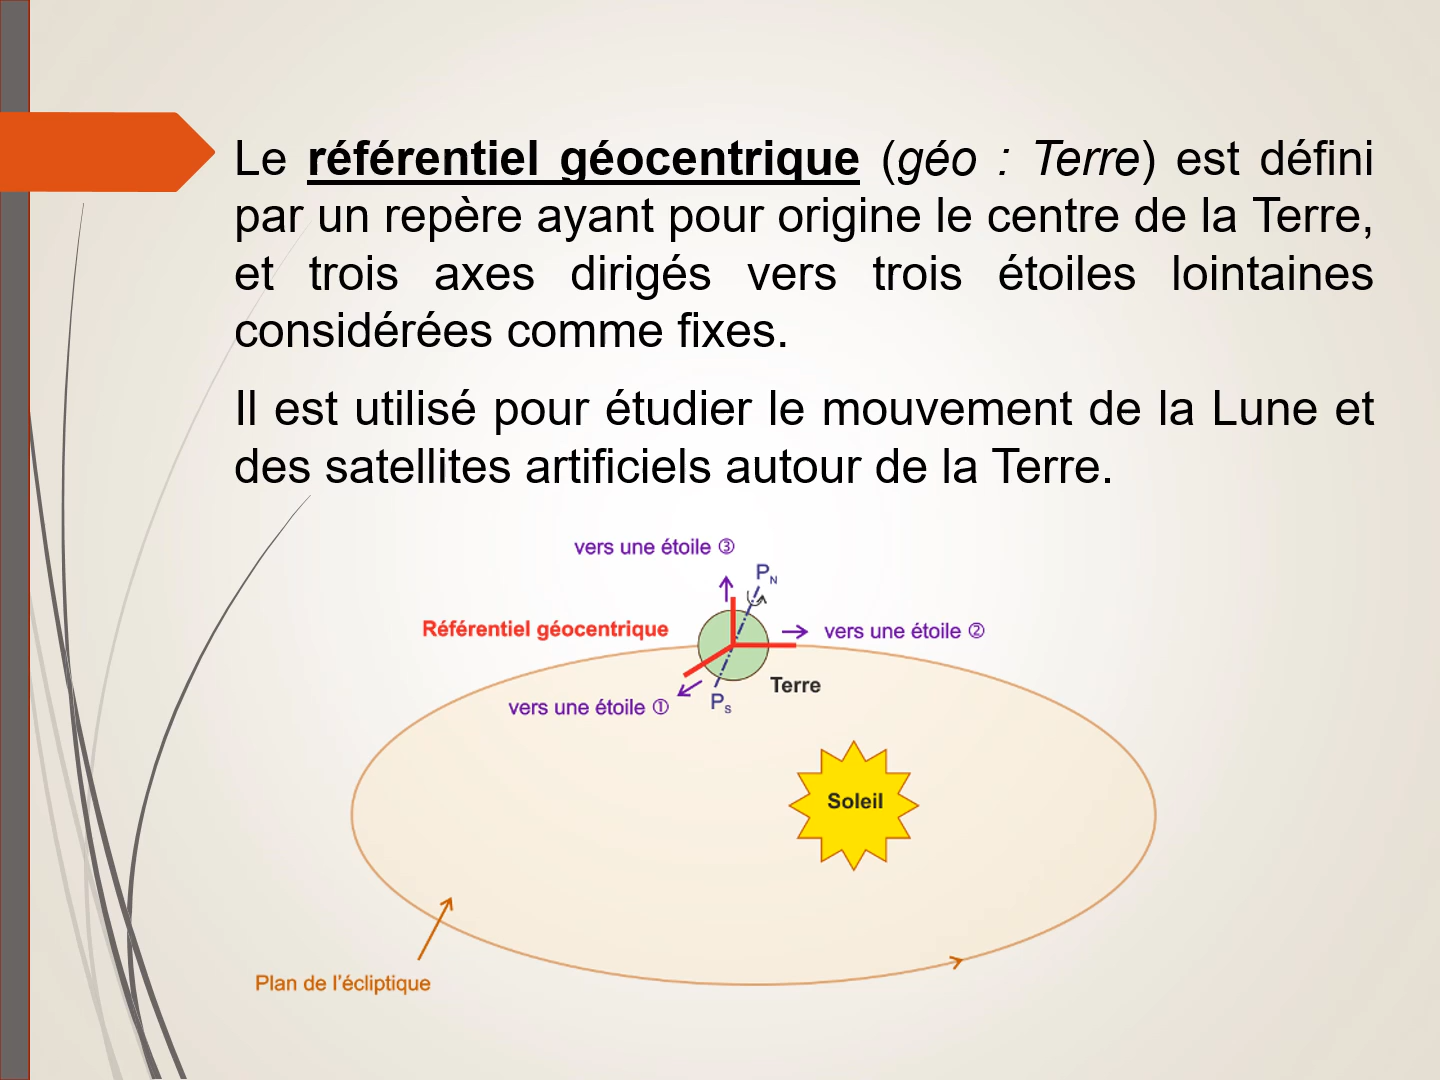 Le référentiel géocentrique (géo : Terre) est défini
par un repère ayant pour origine le centre de la Terre,
et trois axes dirigés vers trois étoiles lointaines
considérées comme fixes.
Il est utilisé pour étudier le mouvement de la Lune et
des satellites artificiels autour de la Terre.
vers une étoile ③
P_N
Référentiel géocentrique
vers une étoile ②
Terre
vers une étoile ①
P_S
Soleil
Plan de l'écliptique